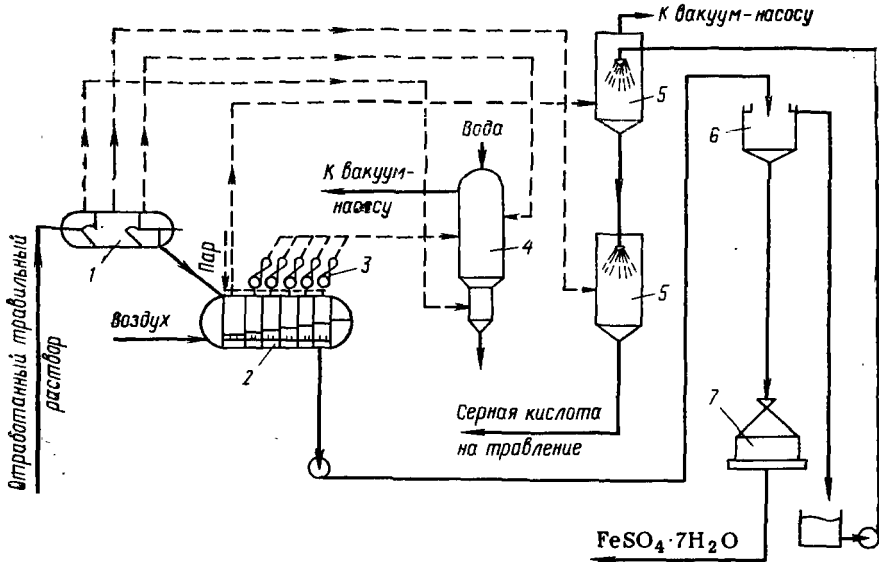 К вакуум-насосу
5
6
Вода
К вакуум-
насосу
4
1
Пар
3
Воздух
2
5
Отработанный травильный
раствор
Серная кислота
на травление
7
FeSO₄·7H₂O